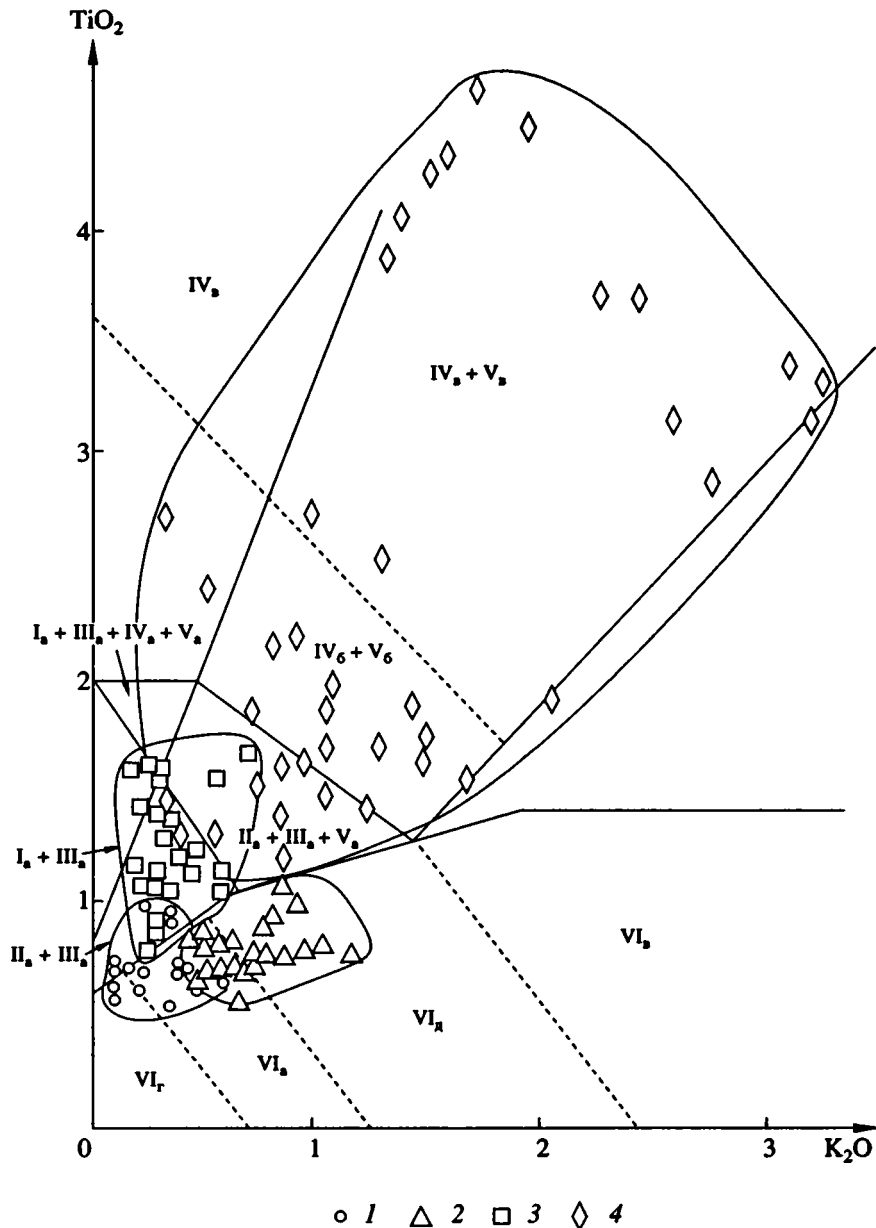 TiO₂
4
IVв
IVв + Vв
3
Iа + IIIа + IVа + Vа
IVб + Vб
2
IIа + IIIа + Vа
Iа + IIIа
1
IIа + IIIа
VIв
VIд
VIа
VIг
0 1 2 3 K₂O
1 2 3 4